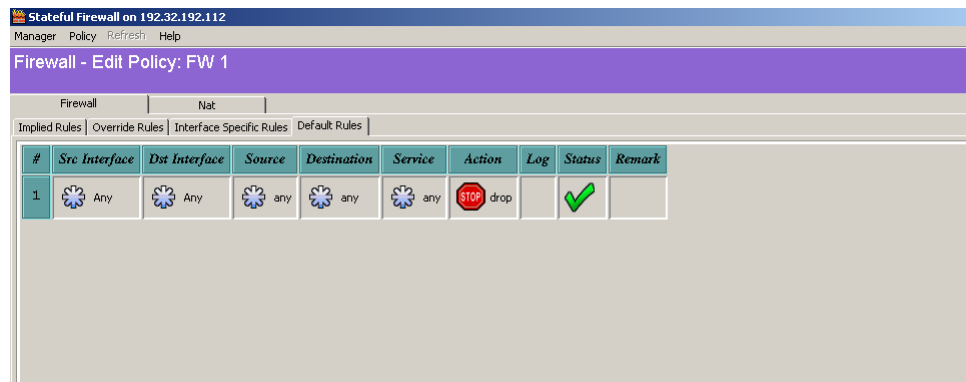 Stateful Firewall on 192.32.192.112
Manager Policy Refresh Help
Firewall - Edit Policy: FW 1
Firewall Nat
Implied Rules Override Rules Interface Specific Rules Default Rules
# Src Interface Dst Interface Source Destination Service Action Log Status Remark
1 Any Any any any any STOP drop